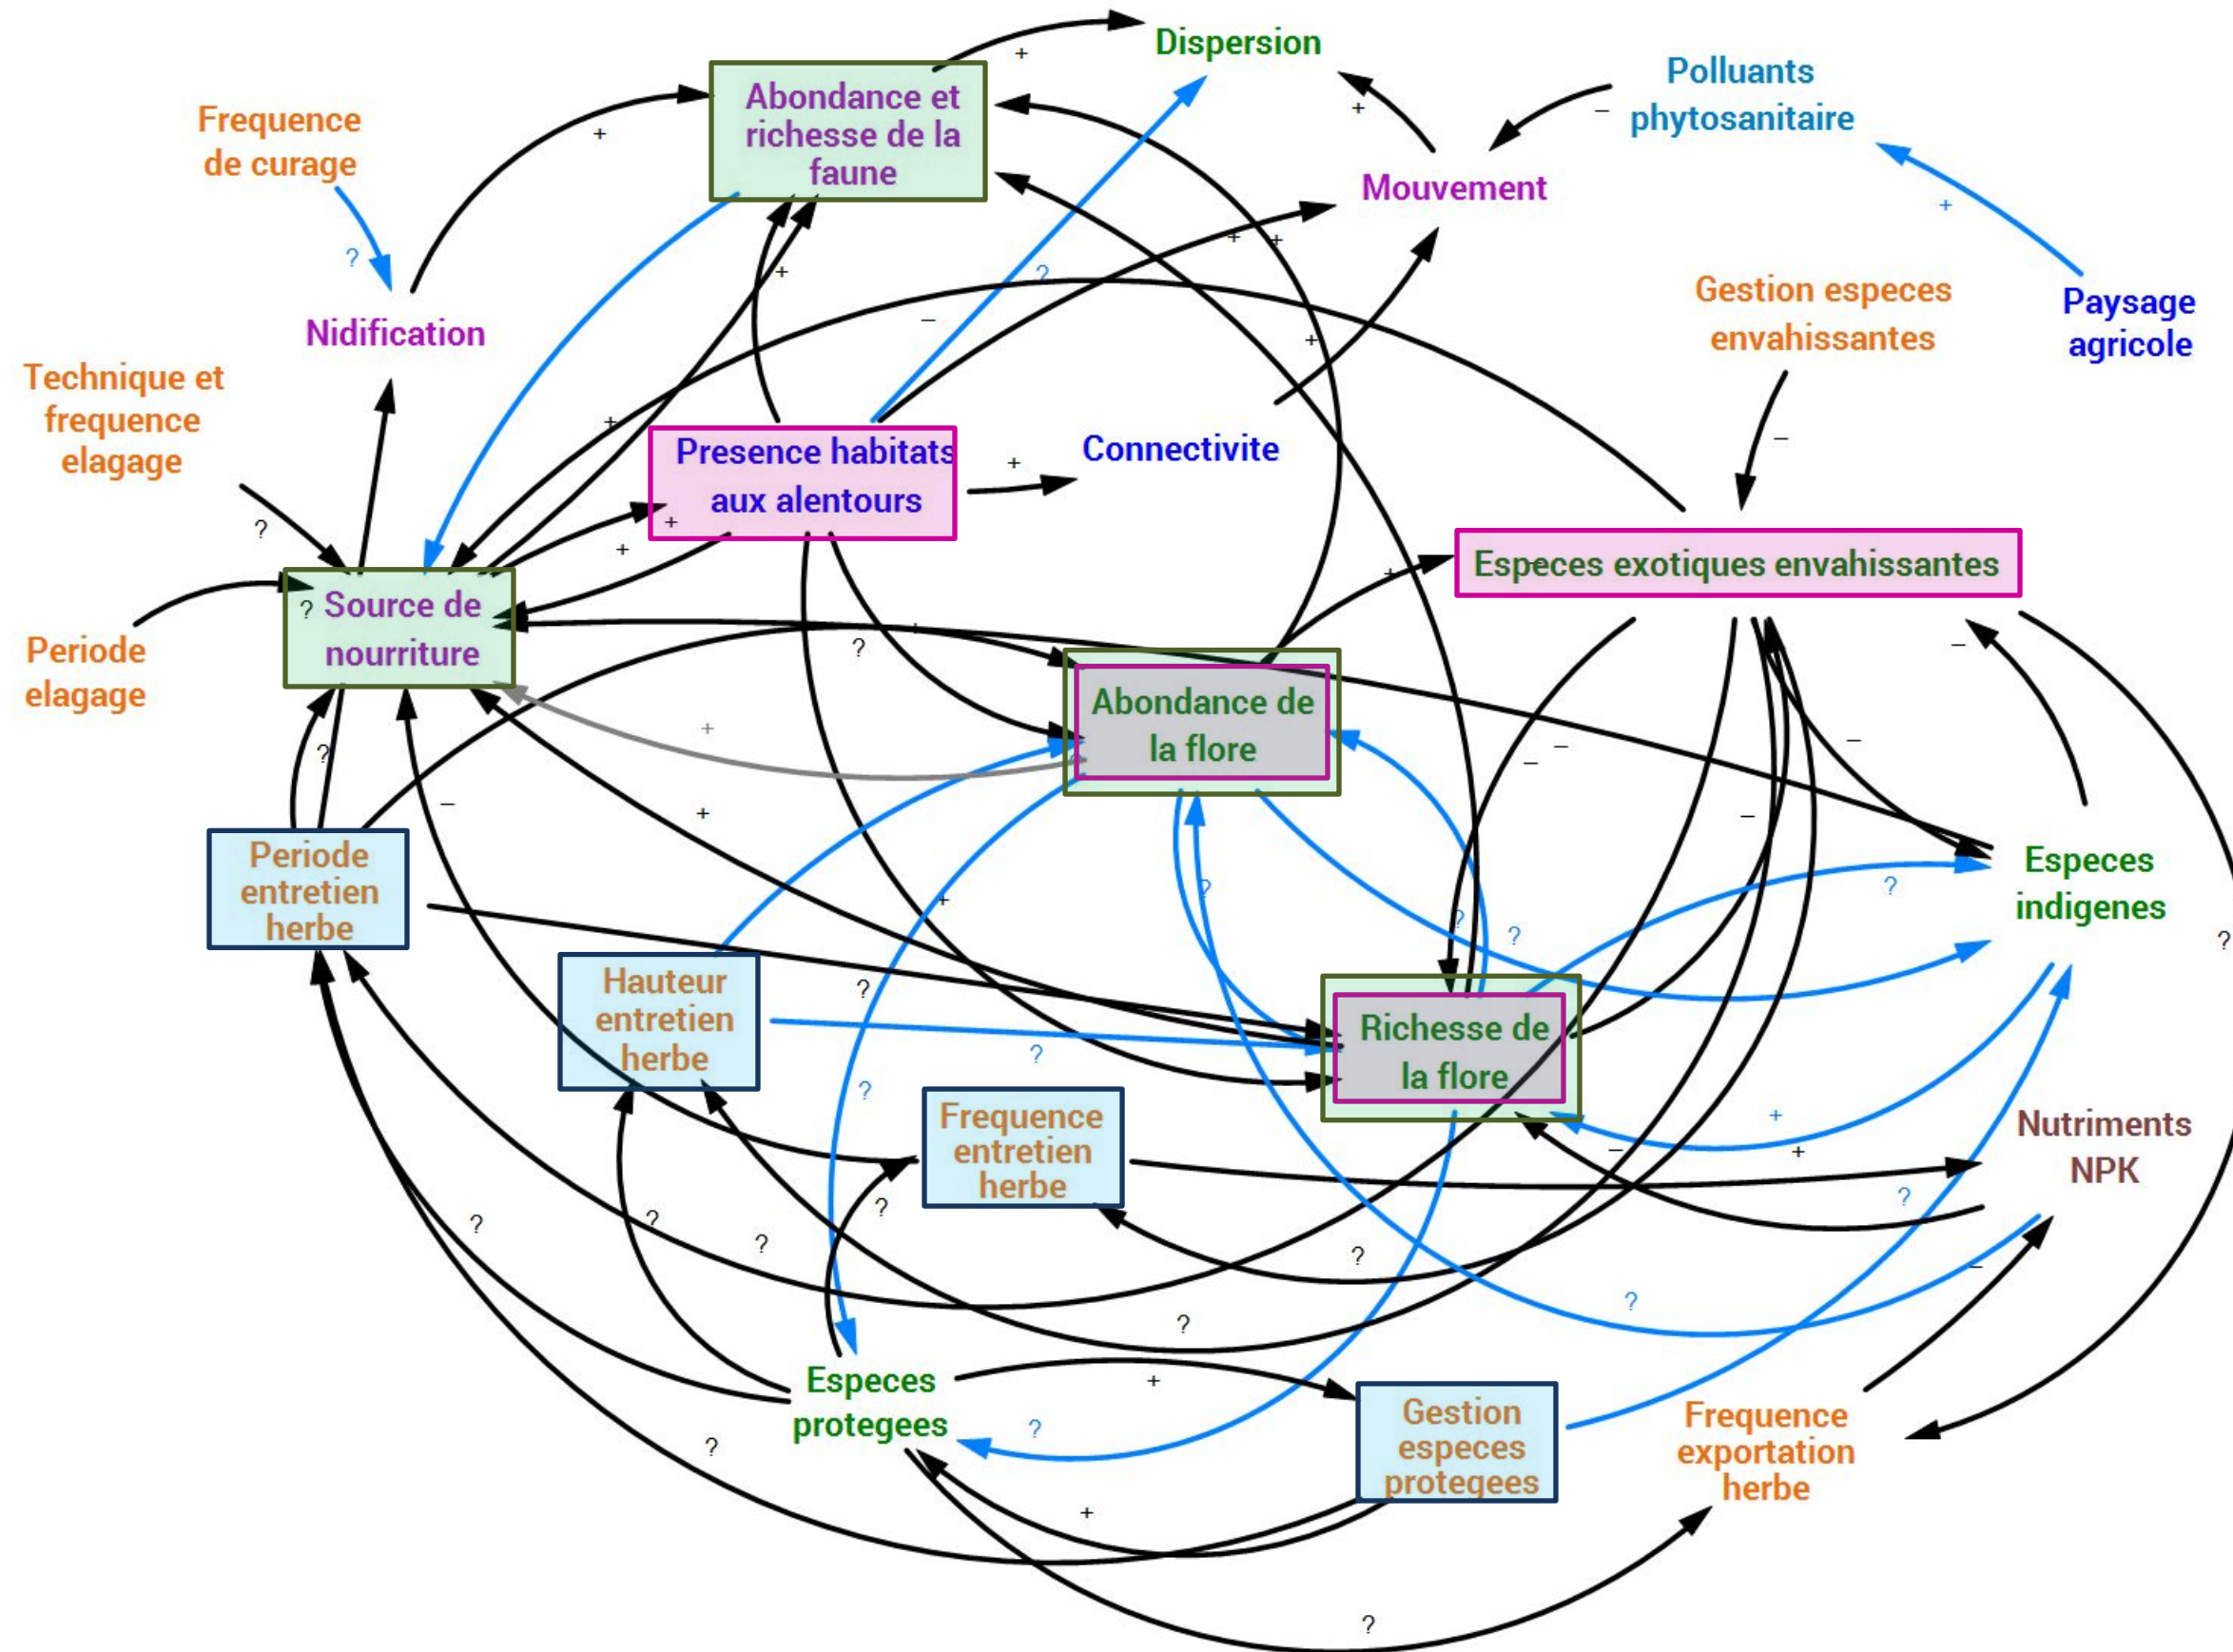 Dispersion
Abondance et
richesse de la
faune
Polluants
phytosanitaire
Frequence
de curage
Mouvement
Nidification
Gestion especes
envahissantes
Paysage
agricole
Technique et
frequence
elagage
Presence habitats
aux alentours
Connectivite
Especes exotiques envahissantes
Source de
nourriture
Periode
elagage
Abondance de
la flore
Periode
entretien
herbe
Especes
indigenes
Hauteur
entretien
herbe
Richesse de
la flore
Frequence
entretien
herbe
Nutriments
NPK
Especes
protegees
Gestion
especes
protegees
Frequence
exportation
herbe